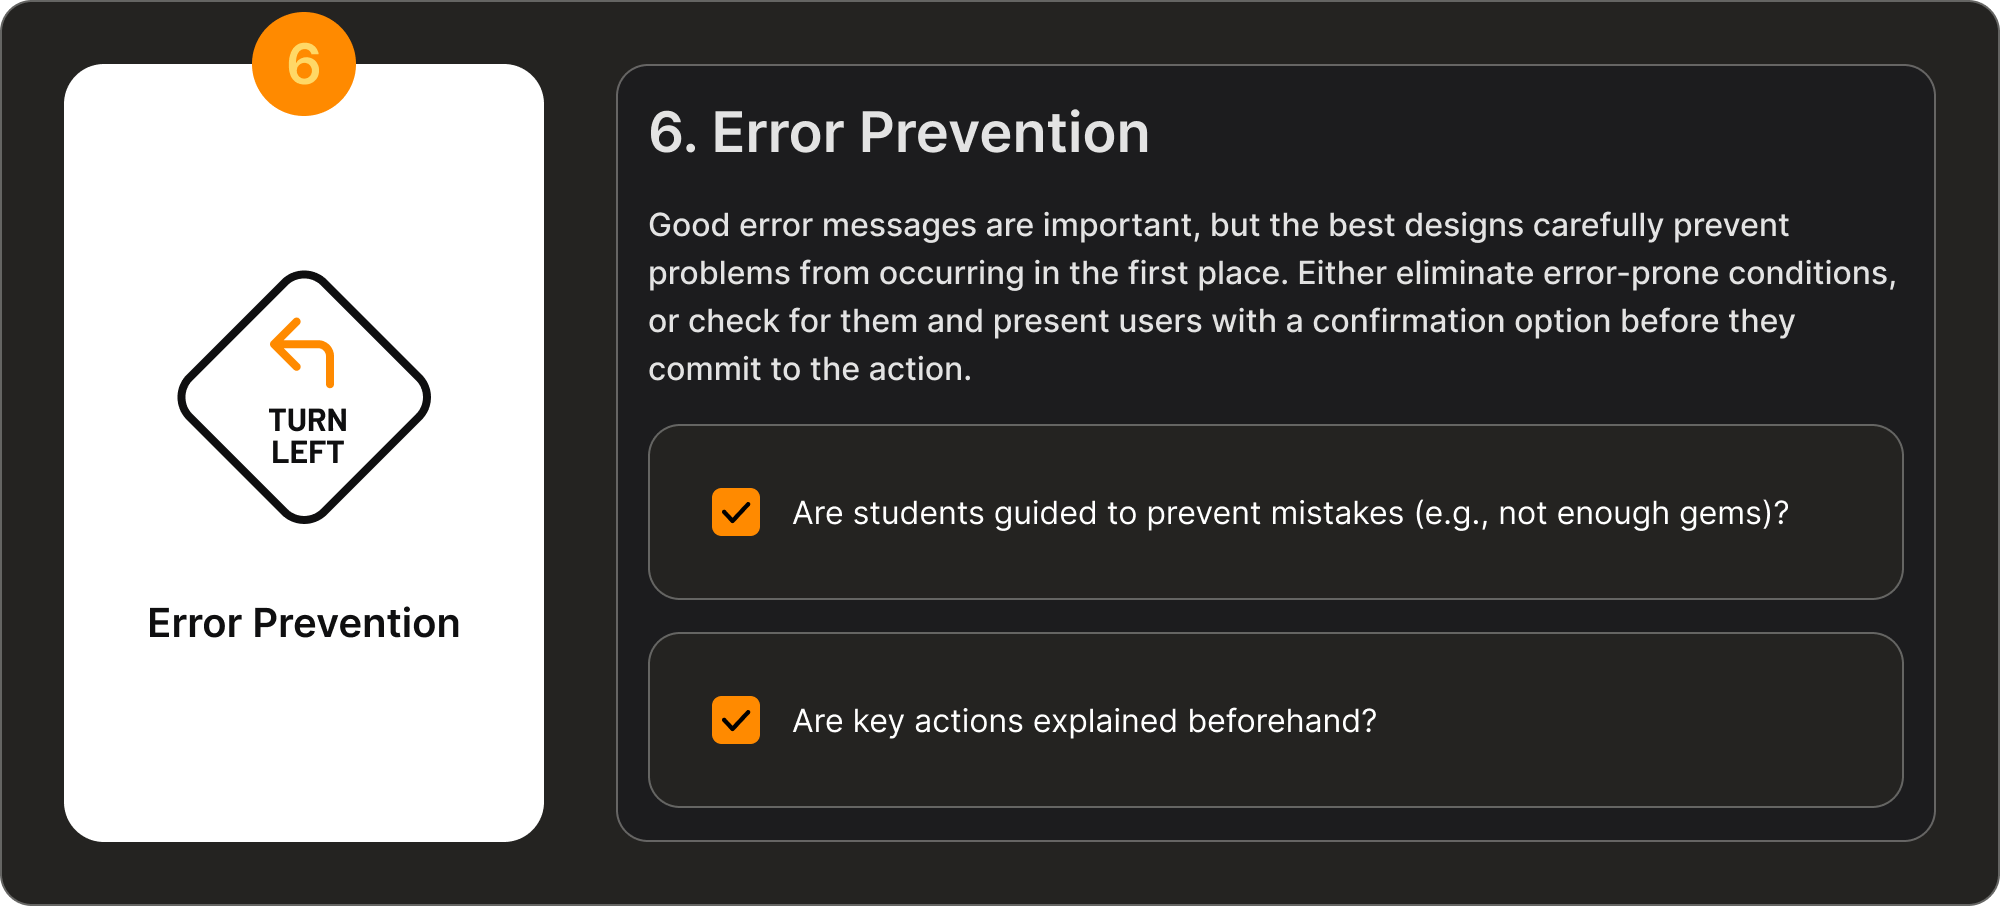 6
TURN
LEFT
Error Prevention
6. Error Prevention
Good error messages are important, but the best designs carefully prevent
problems from occurring in the first place. Either eliminate error-prone conditions,
or check for them and present users with a confirmation option before they
commit to the action.
Are students guided to prevent mistakes (e.g., not enough gems)?
Are key actions explained beforehand?